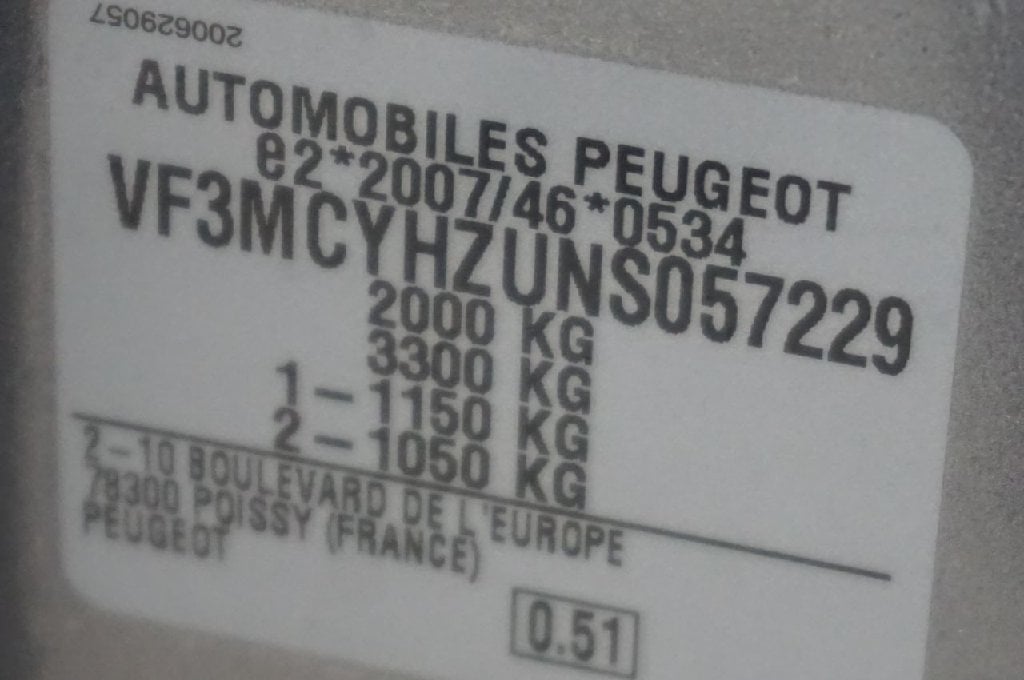 200629057
AUTOMOBILES PEUGEOT
e2*2007/46*0534
VF3MCYHZUNS057229
2000 KG
3300 KG
1 – 1150 KG
2 – 1050 KG
2–10 BOULEVARD DE L'EUROPE
78300 POISSY (FRANCE)
PEUGEOT
0.51